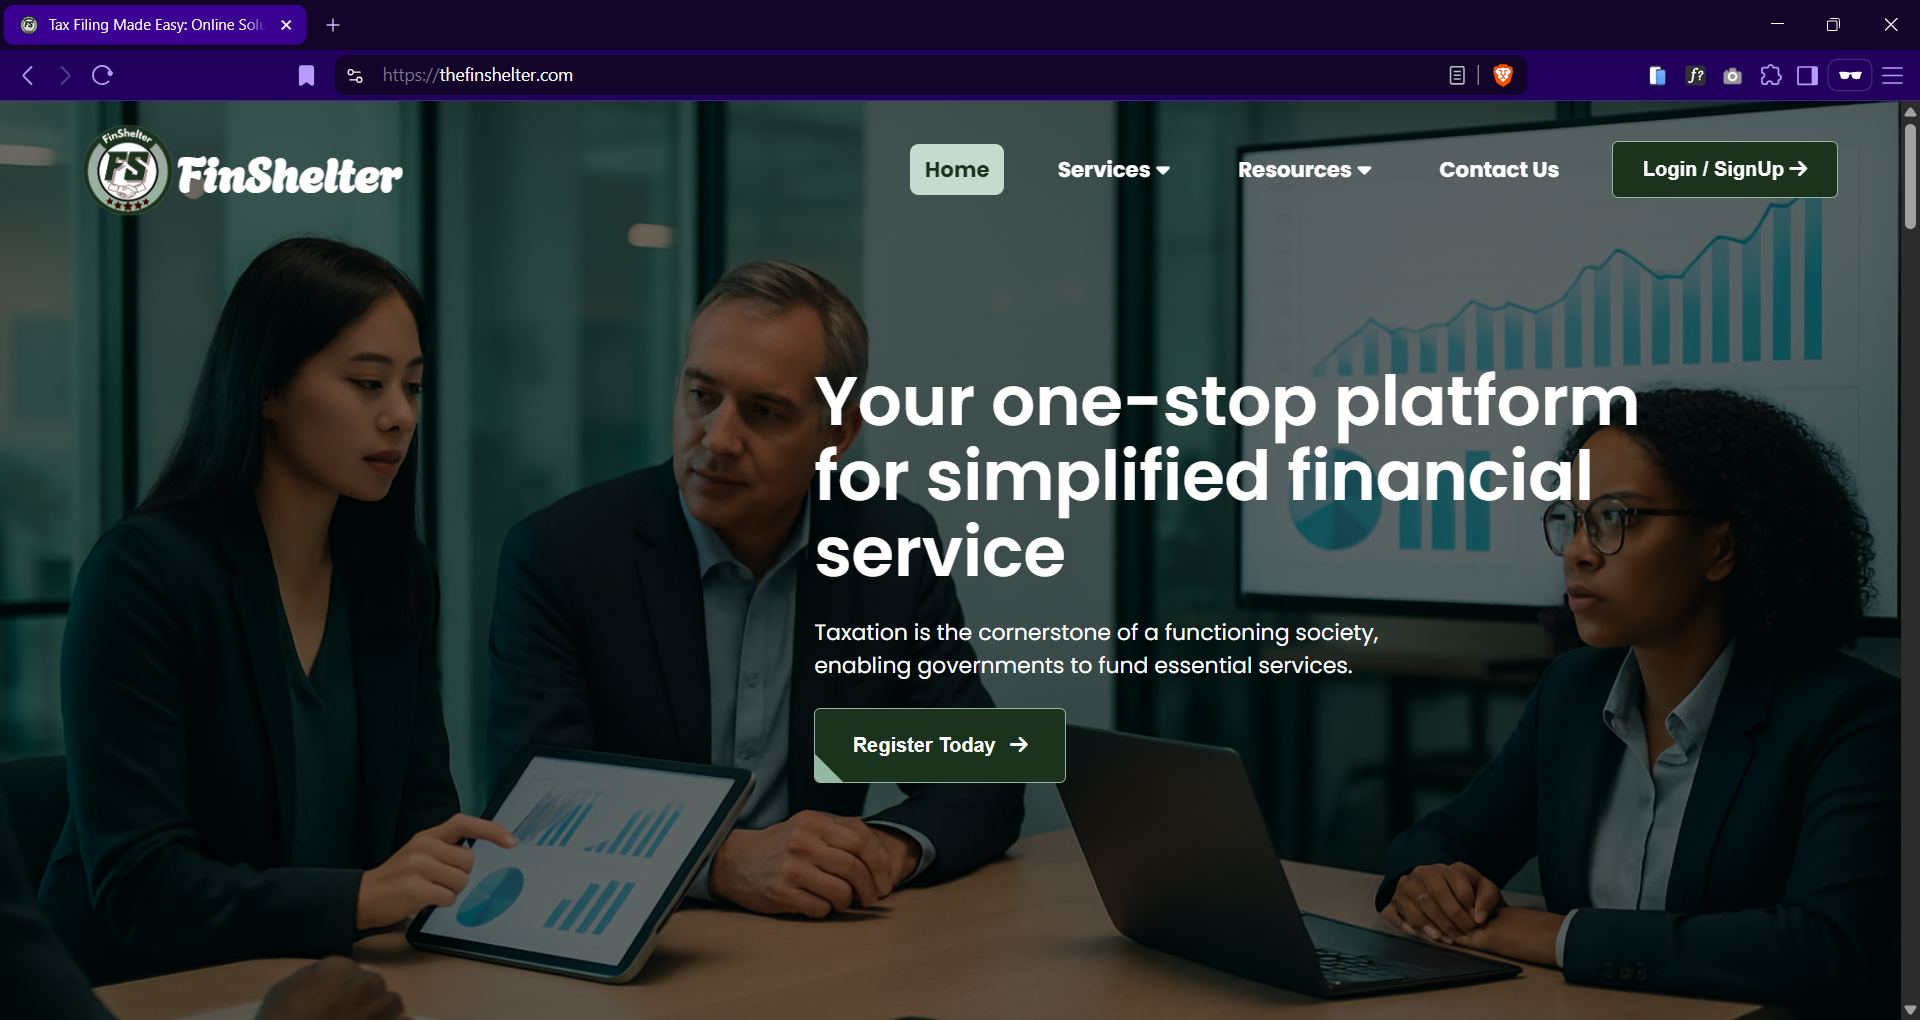 Tax Filing Made Easy: Online Solu
https://thefinshelter.com
FinShelter
FS
FinShelter
Home
Services
Resources
Contact Us
Login / SignUp
Your one-stop platform
for simplified financial
service
Taxation is the cornerstone of a functioning society,
enabling governments to fund essential services.
Register Today